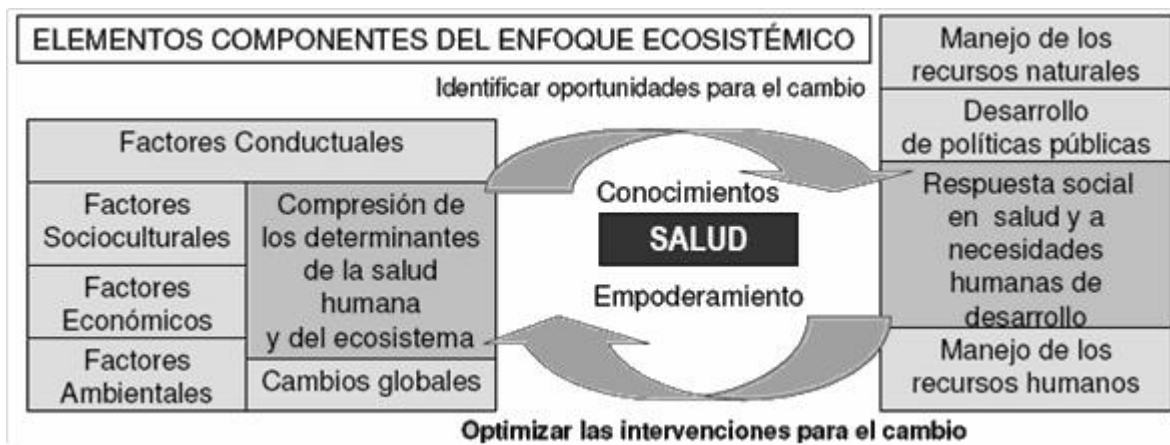 ELEMENTOS COMPONENTES DEL ENFOQUE ECOSISTÉMICO
Identificar oportunidades para el cambio
Factores Conductuales
Factores
Socioculturales
Factores
Económicos
Factores
Ambientales
Compresión de
los determinantes
de la salud
humana
y del ecosistema
Cambios globales
Conocimientos
SALUD
Empoderamiento
Manejo de los
recursos naturales
Desarrollo
de políticas públicas
Respuesta social
en salud y a
necesidades
humanas de
desarrollo
Manejo de los
recursos humanos
Optimizar las intervenciones para el cambio